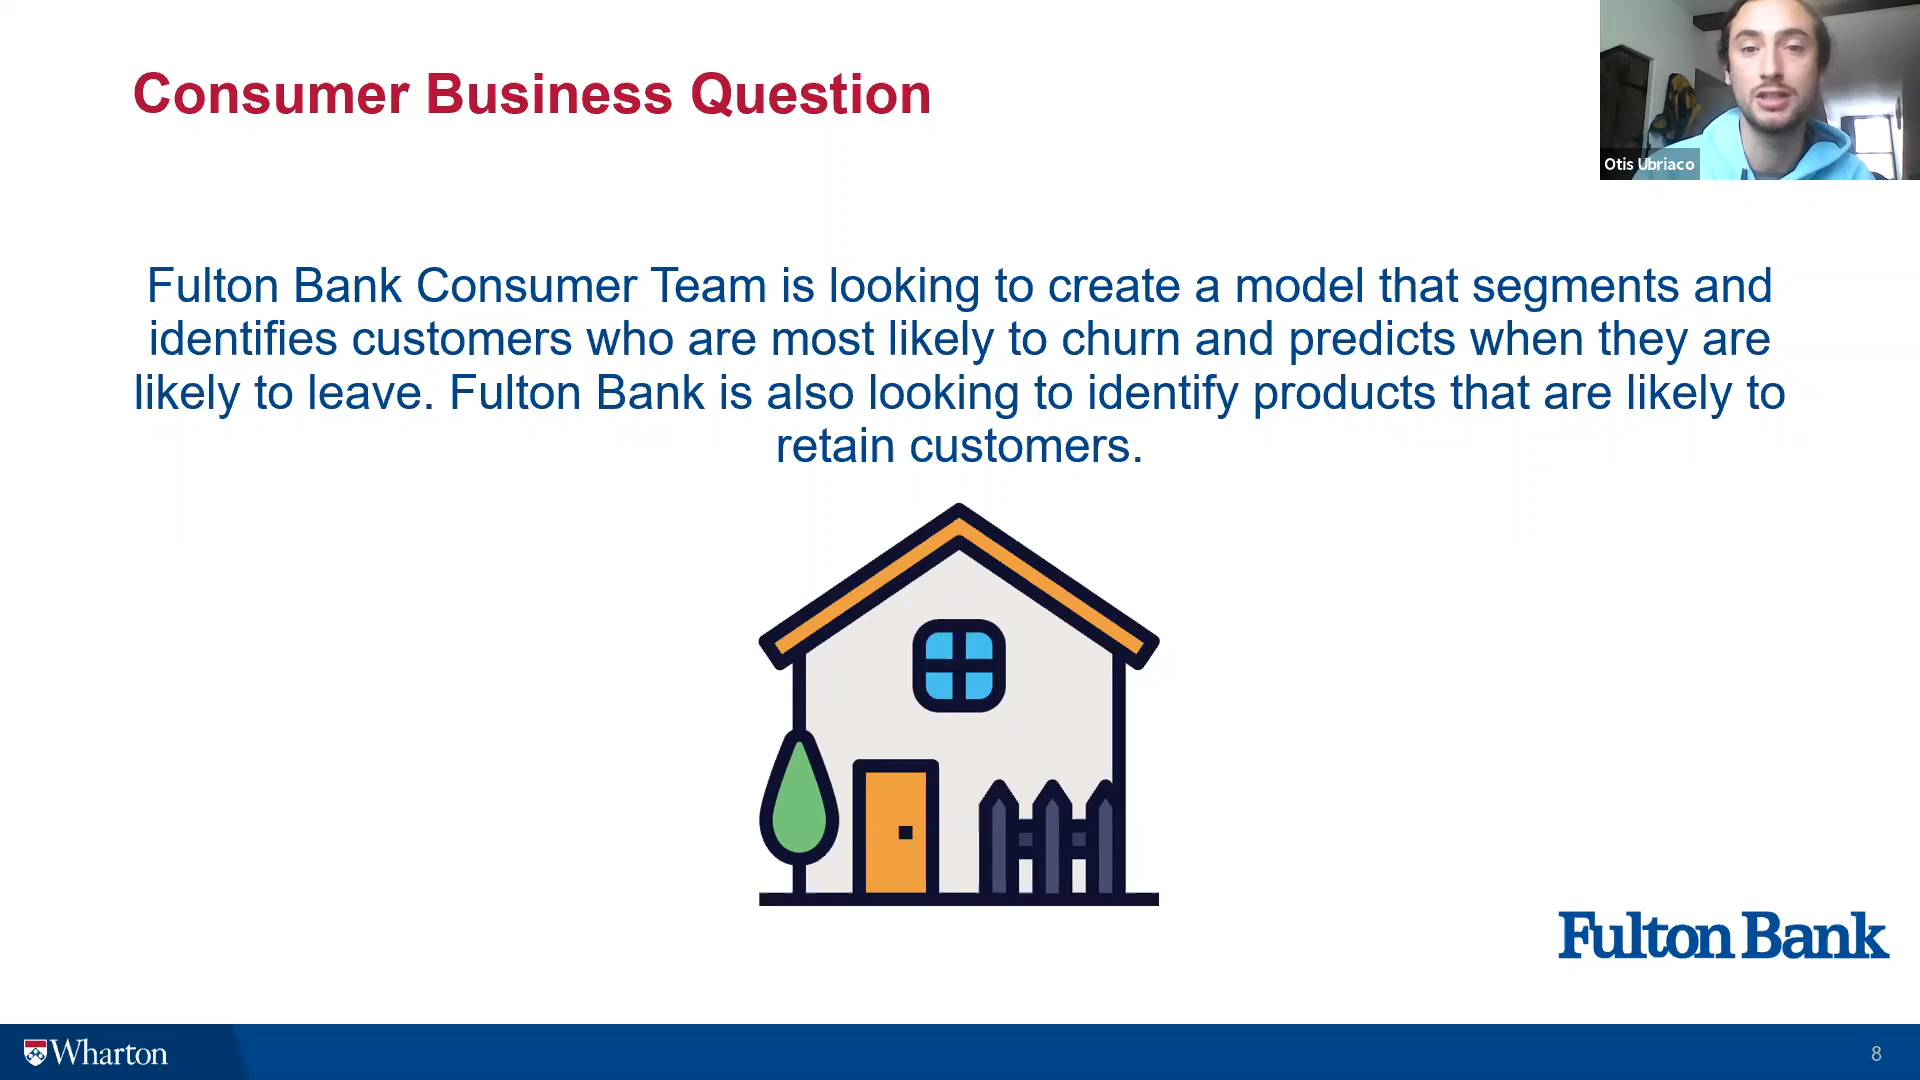 Consumer Business Question
Otis Ubriaco
Fulton Bank Consumer Team is looking to create a model that segments and
identifies customers who are most likely to churn and predicts when they are
likely to leave. Fulton Bank is also looking to identify products that are likely to
retain customers.
Fulton Bank
Wharton
8